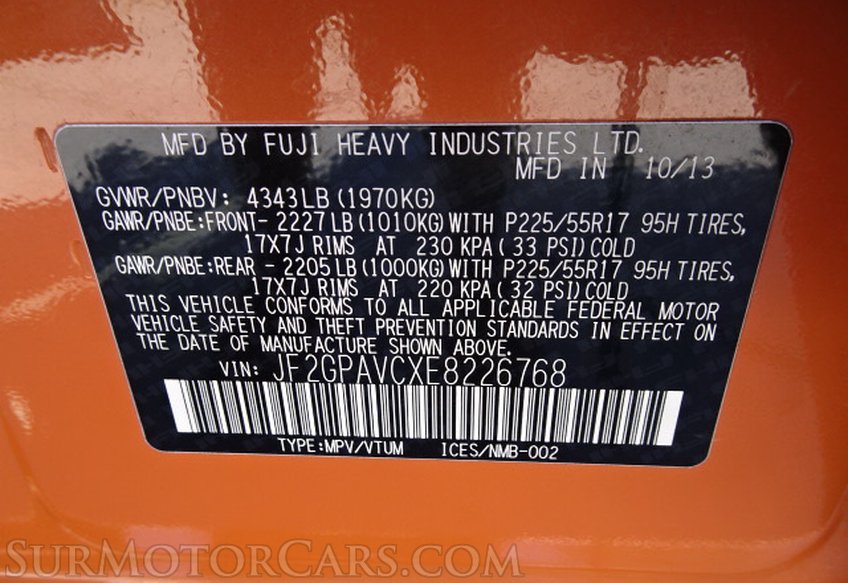 MFD BY FUJI HEAVY INDUSTRIES LTD.
MFD IN 10/13
GVWR/PNBV: 4343LB (1970KG)
GAWR/PNBE:FRONT- 2227LB (1010KG) WITH P225/55R17 95H TIRES,
17X7J RIMS AT 230 KPA (33 PSI) COLD
GAWR/PNBE:REAR - 2205LB (1000KG) WITH P225/55R17 95H TIRES,
17X7J RIMS AT 220 KPA (32 PSI) COLD
THIS VEHICLE CONFORMS TO ALL APPLICABLE FEDERAL MOTOR
VEHICLE SAFETY AND THEFT PREVENTION STANDARDS IN EFFECT ON
THE DATE OF MANUFACTURE SHOWN ABOVE.
VIN: JF2GPAVCXE8226768
TYPE:MPV/VTUM ICES/NMB-002
SURMOTORCARS.COM